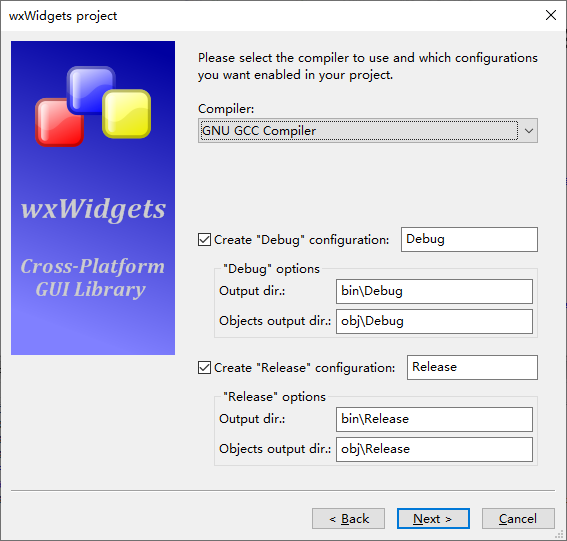 wxWidgets project
wxWidgets
Cross-Platform
GUI Library
Please select the compiler to use and which configurations
you want enabled in your project.
Compiler:
GNU GCC Compiler
Create "Debug" configuration: Debug
"Debug" options
Output dir.: bin\Debug
Objects output dir.: obj\Debug
Create "Release" configuration: Release
"Release" options
Output dir.: bin\Release
Objects output dir.: obj\Release
< Back Next > Cancel